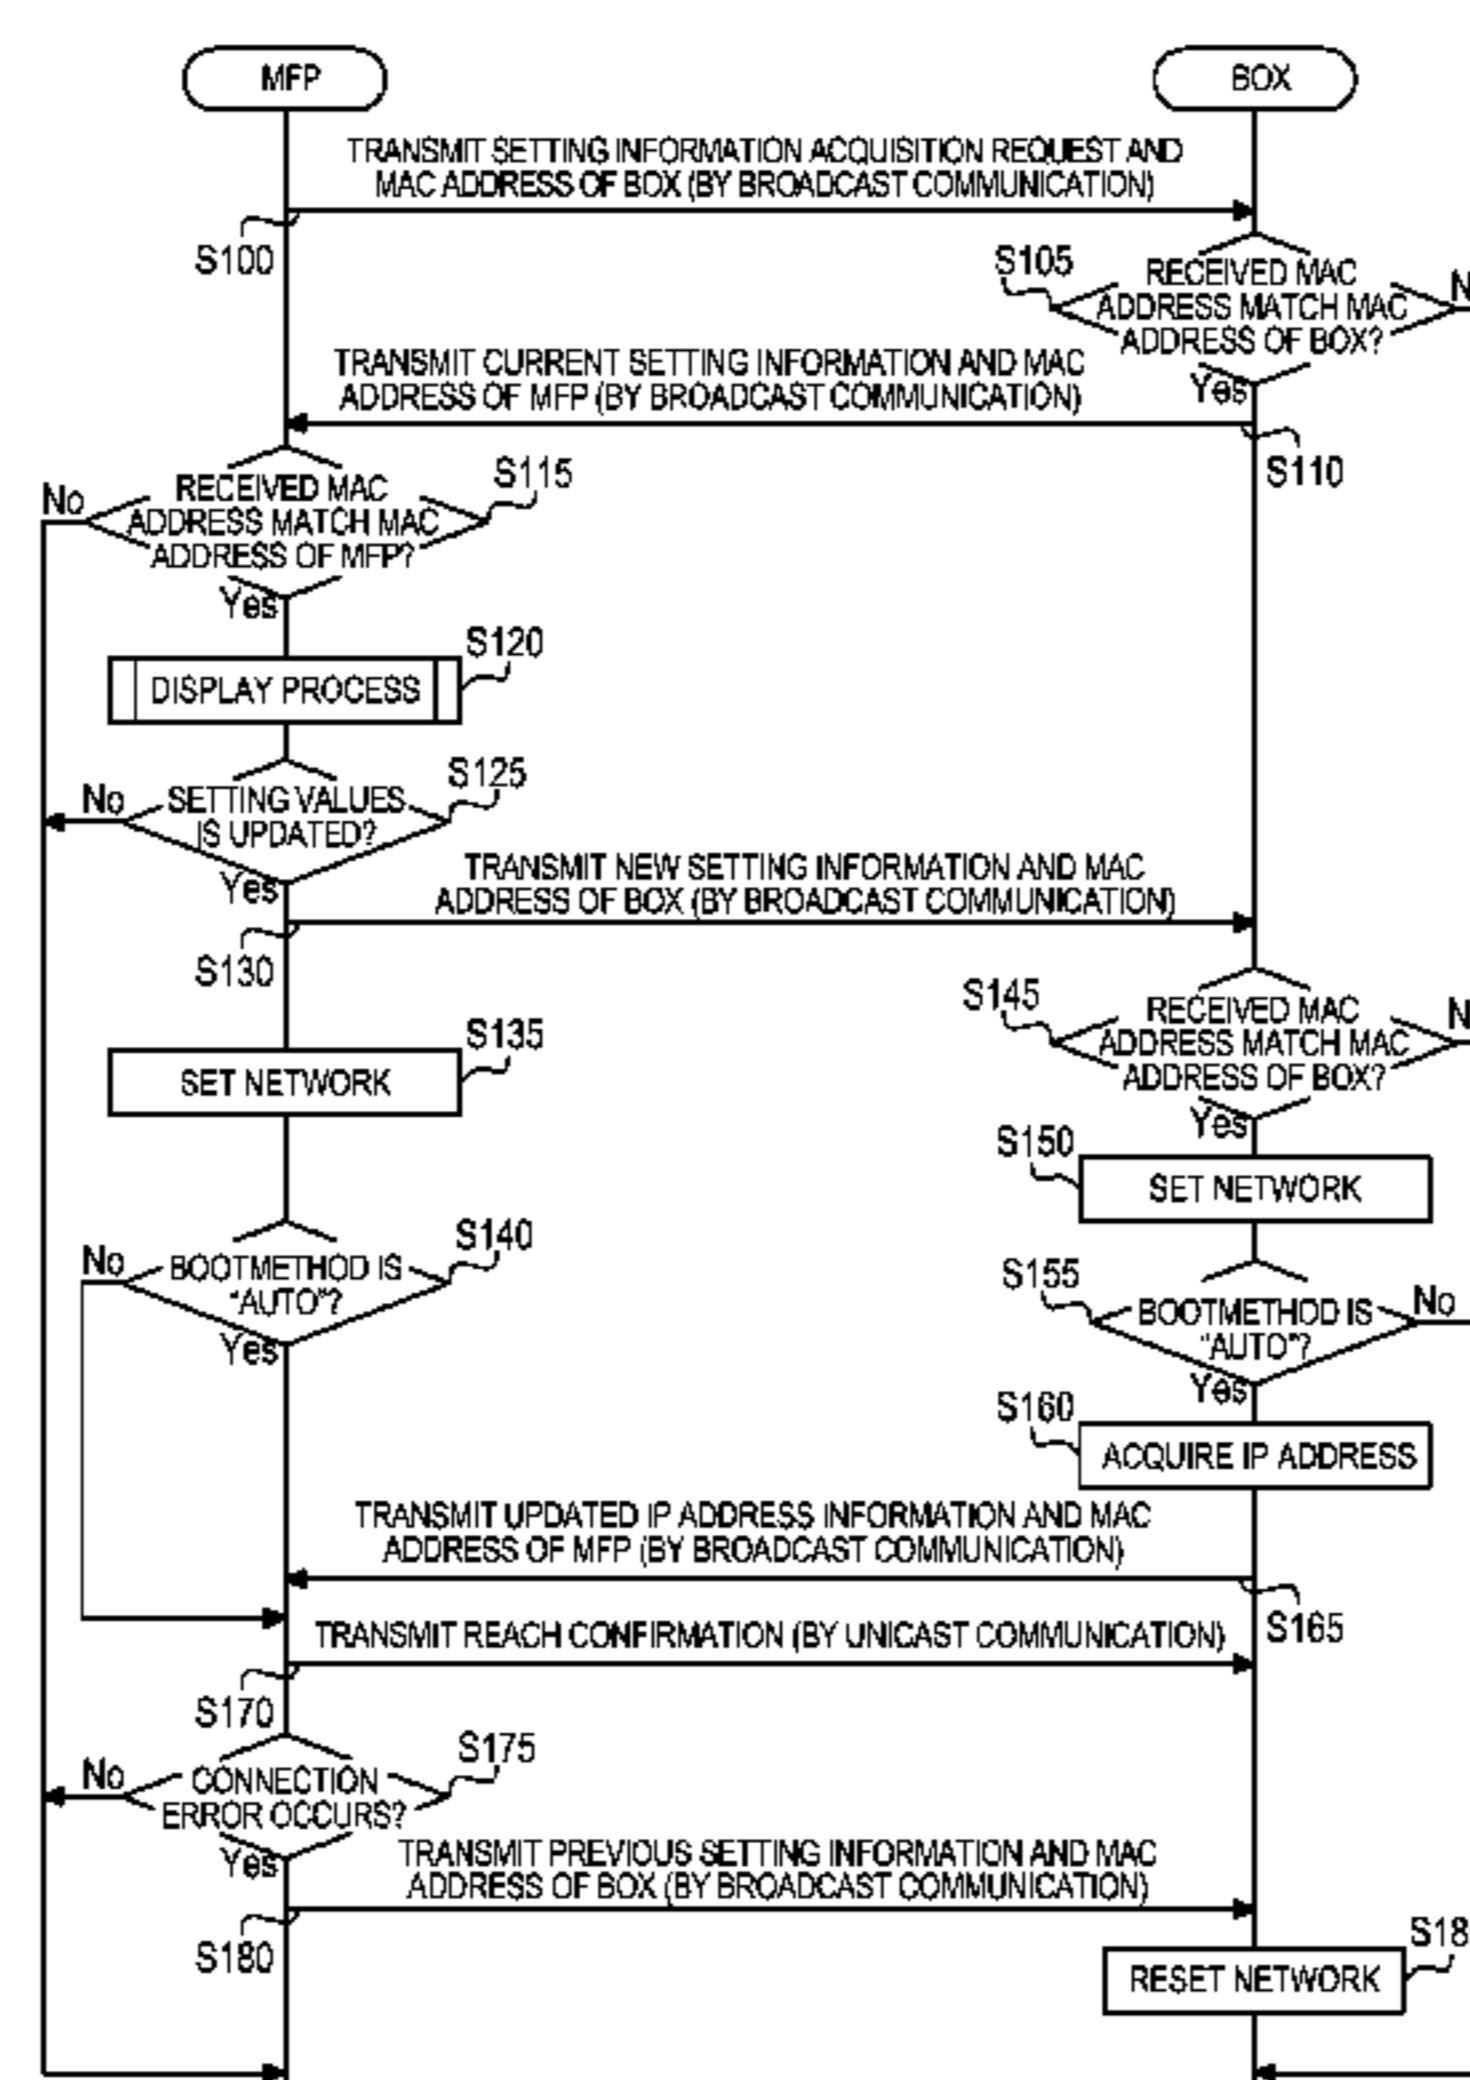 MFP
BOX
TRANSMIT SETTING INFORMATION ACQUISITION REQUEST AND
MAC ADDRESS OF BOX (BY BROADCAST COMMUNICATION)
S100
S105
RECEIVED MAC
ADDRESS MATCH MAC
ADDRESS OF BOX?
N
Yes
TRANSMIT CURRENT SETTING INFORMATION AND MAC
ADDRESS OF MFP (BY BROADCAST COMMUNICATION)
S110
S115
No
RECEIVED MAC
ADDRESS MATCH MAC
ADDRESS OF MFP?
Yes
S120
DISPLAY PROCESS
S125
No
SETTING VALUES
IS UPDATED?
Yes
TRANSMIT NEW SETTING INFORMATION AND MAC
ADDRESS OF BOX (BY BROADCAST COMMUNICATION)
S130
S145
RECEIVED MAC
ADDRESS MATCH MAC
ADDRESS OF BOX?
N
Yes
S135
SET NETWORK
S150
SET NETWORK
S140
No
BOOTMETHOD IS
"AUTO"?
Yes
S155
BOOTMETHOD IS
"AUTO"?
No
Yes
S160
ACQUIRE IP ADDRESS
TRANSMIT UPDATED IP ADDRESS INFORMATION AND MAC
ADDRESS OF MFP (BY BROADCAST COMMUNICATION)
S165
TRANSMIT REACH CONFIRMATION (BY UNICAST COMMUNICATION)
S170
S175
No
CONNECTION
ERROR OCCURS?
Yes
TRANSMIT PREVIOUS SETTING INFORMATION AND MAC
ADDRESS OF BOX (BY BROADCAST COMMUNICATION)
S180
S18
RESET NETWORK